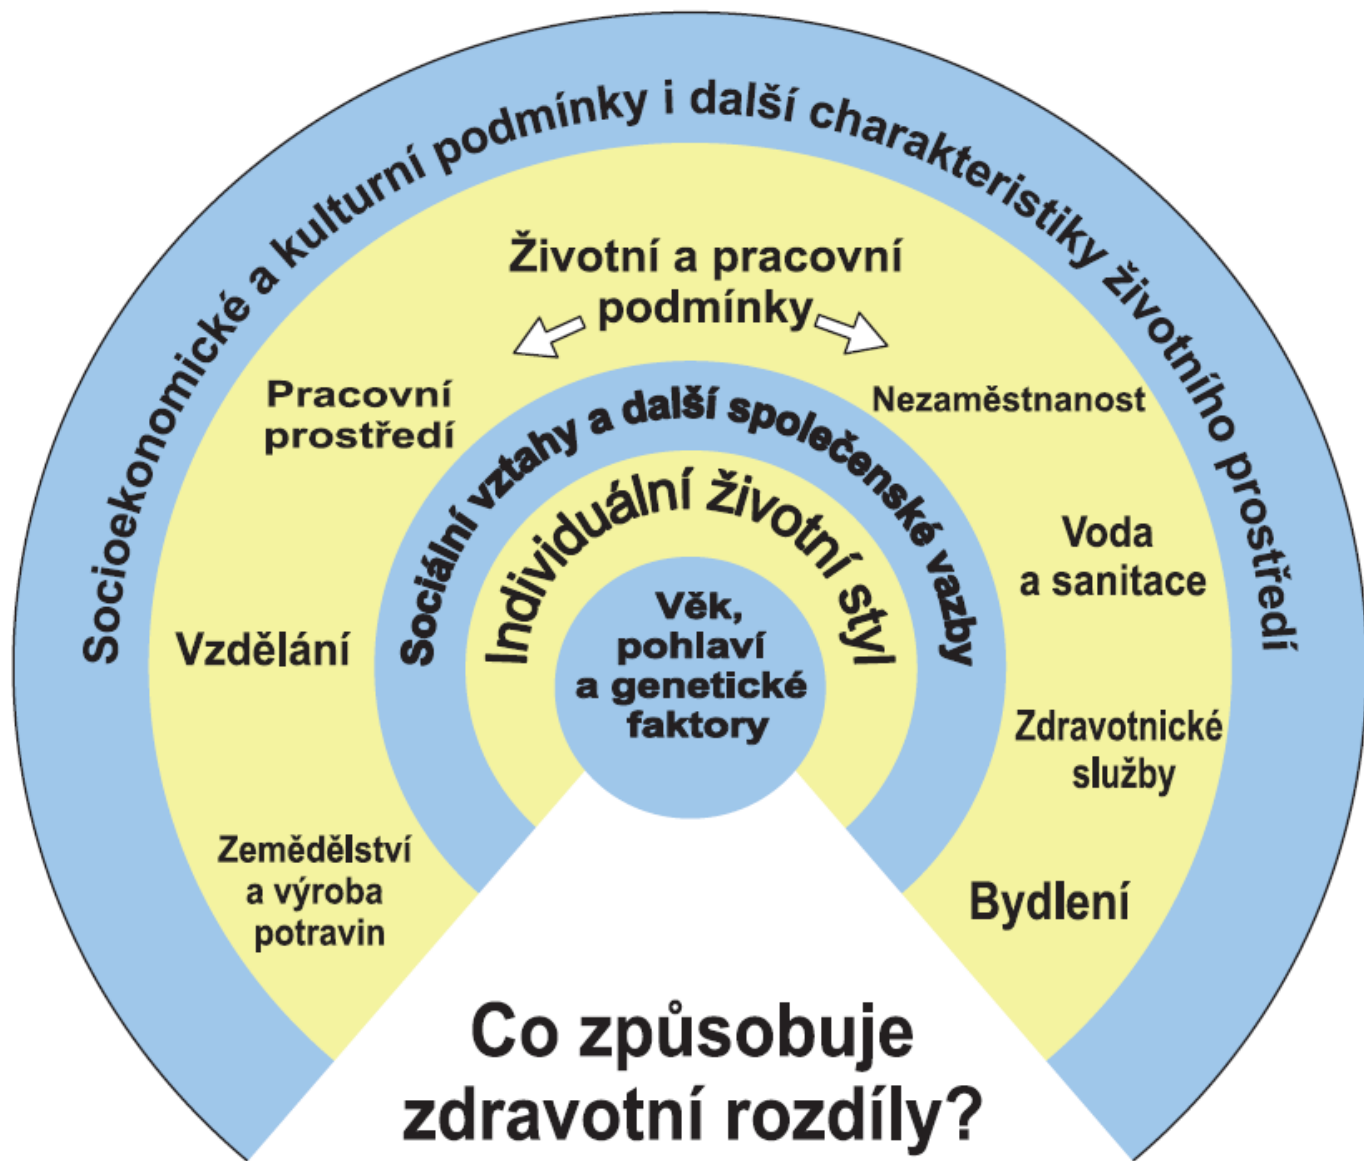 Socioekonomické a kulturní podmínky i další charakteristiky životního prostředí
Životní a pracovní
podmínky
Pracovní
prostředí
Nezaměstnanost
Sociální vztahy a další společenské vazby
Individuální životní styl
Voda
a sanitace
Věk,
pohlaví
a genetické
faktory
Vzdělání
Zdravotnické
služby
Zemědělství
a výroba
potravin
Bydlení
Co způsobuje
zdravotní rozdíly?